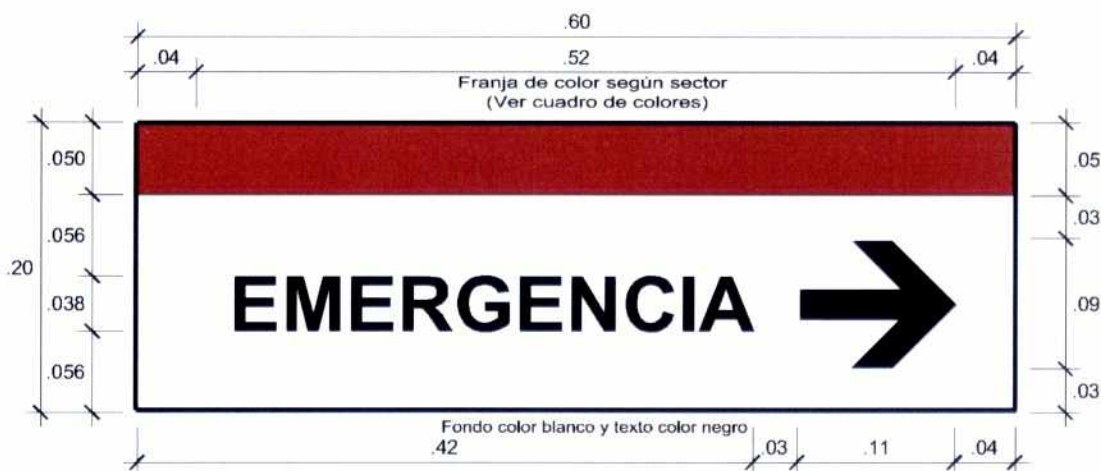 .60
.04 .52 .04
Franja de color según sector
(Ver cuadro de colores)
.050 .05
.056 .03
.20
EMERGENCIA
.038 .09
.056 .03
Fondo color blanco y texto color negro
.42 .03 .11 .04